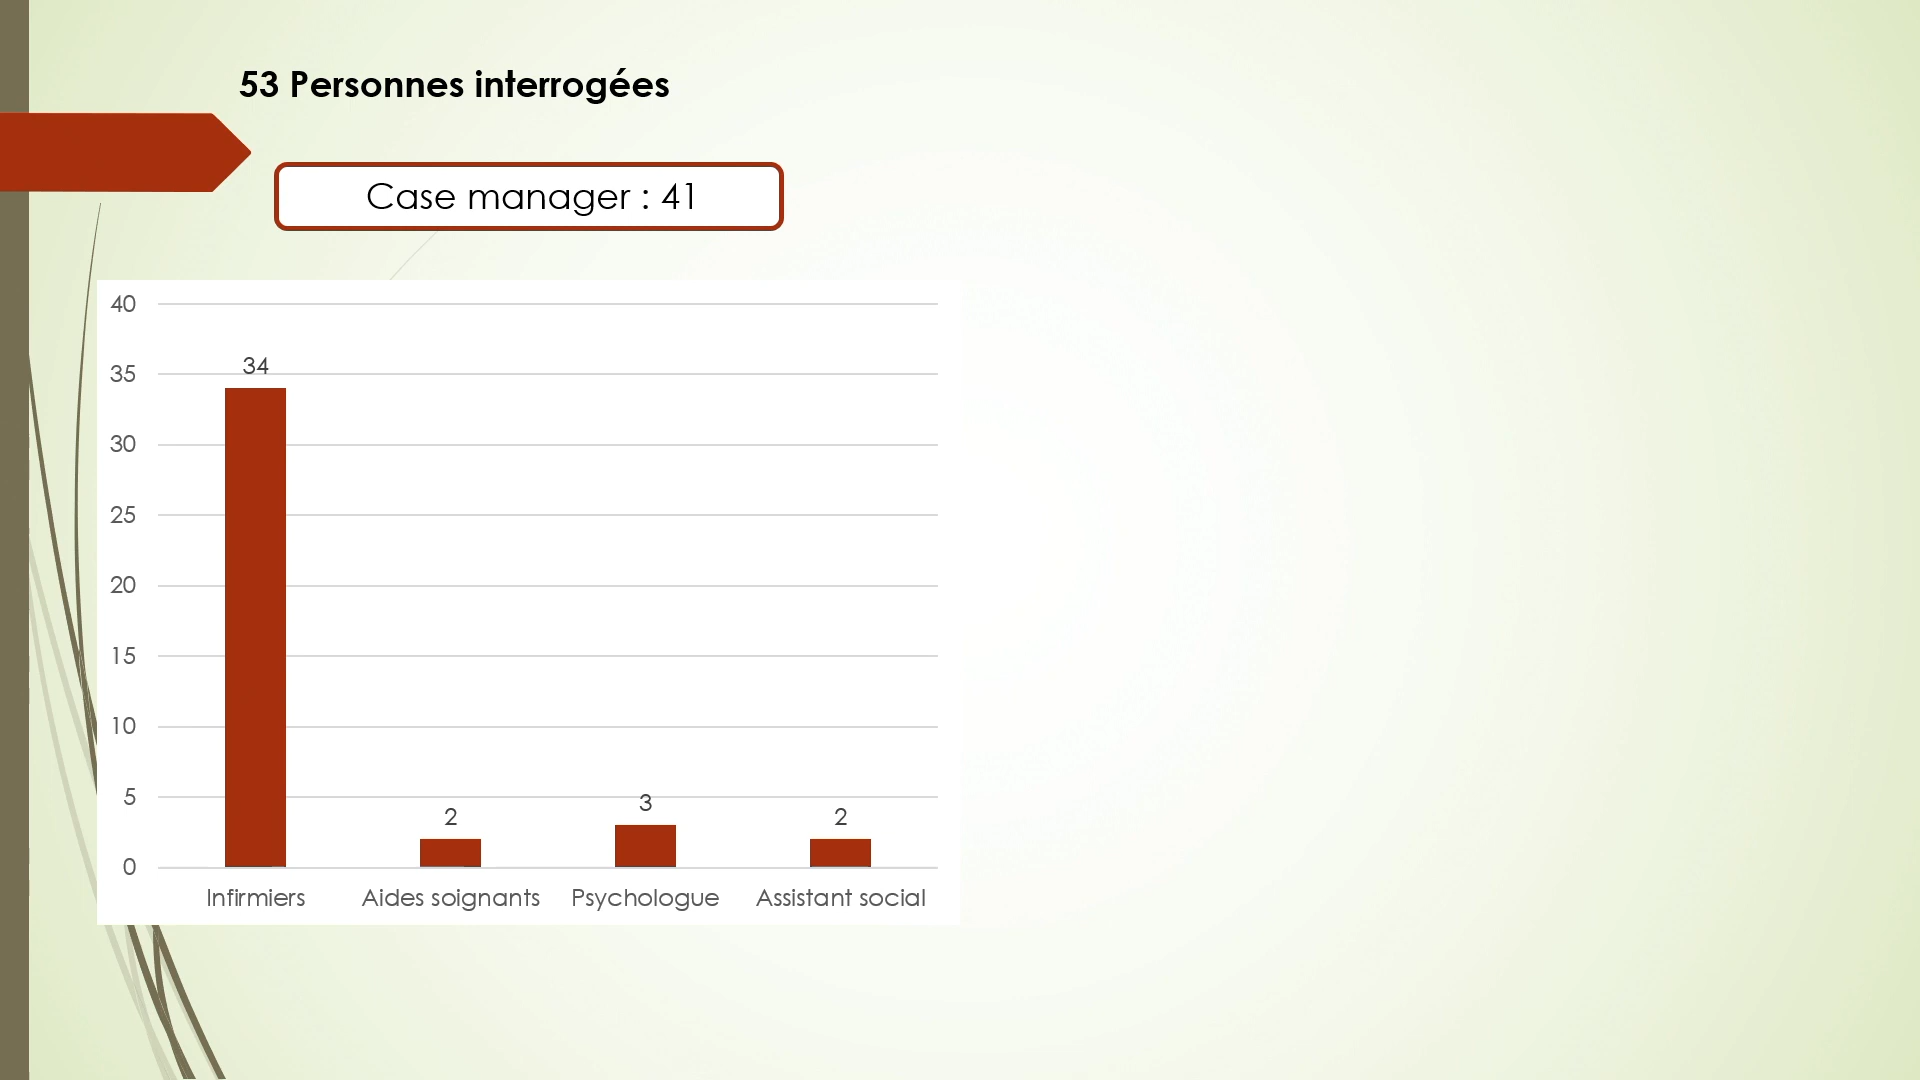 53 Personnes interrogées
Case manager : 41
40
35
30
25
20
15
10
5
0
34
2
3
2
Infirmiers
Aides soignants
Psychologue
Assistant social